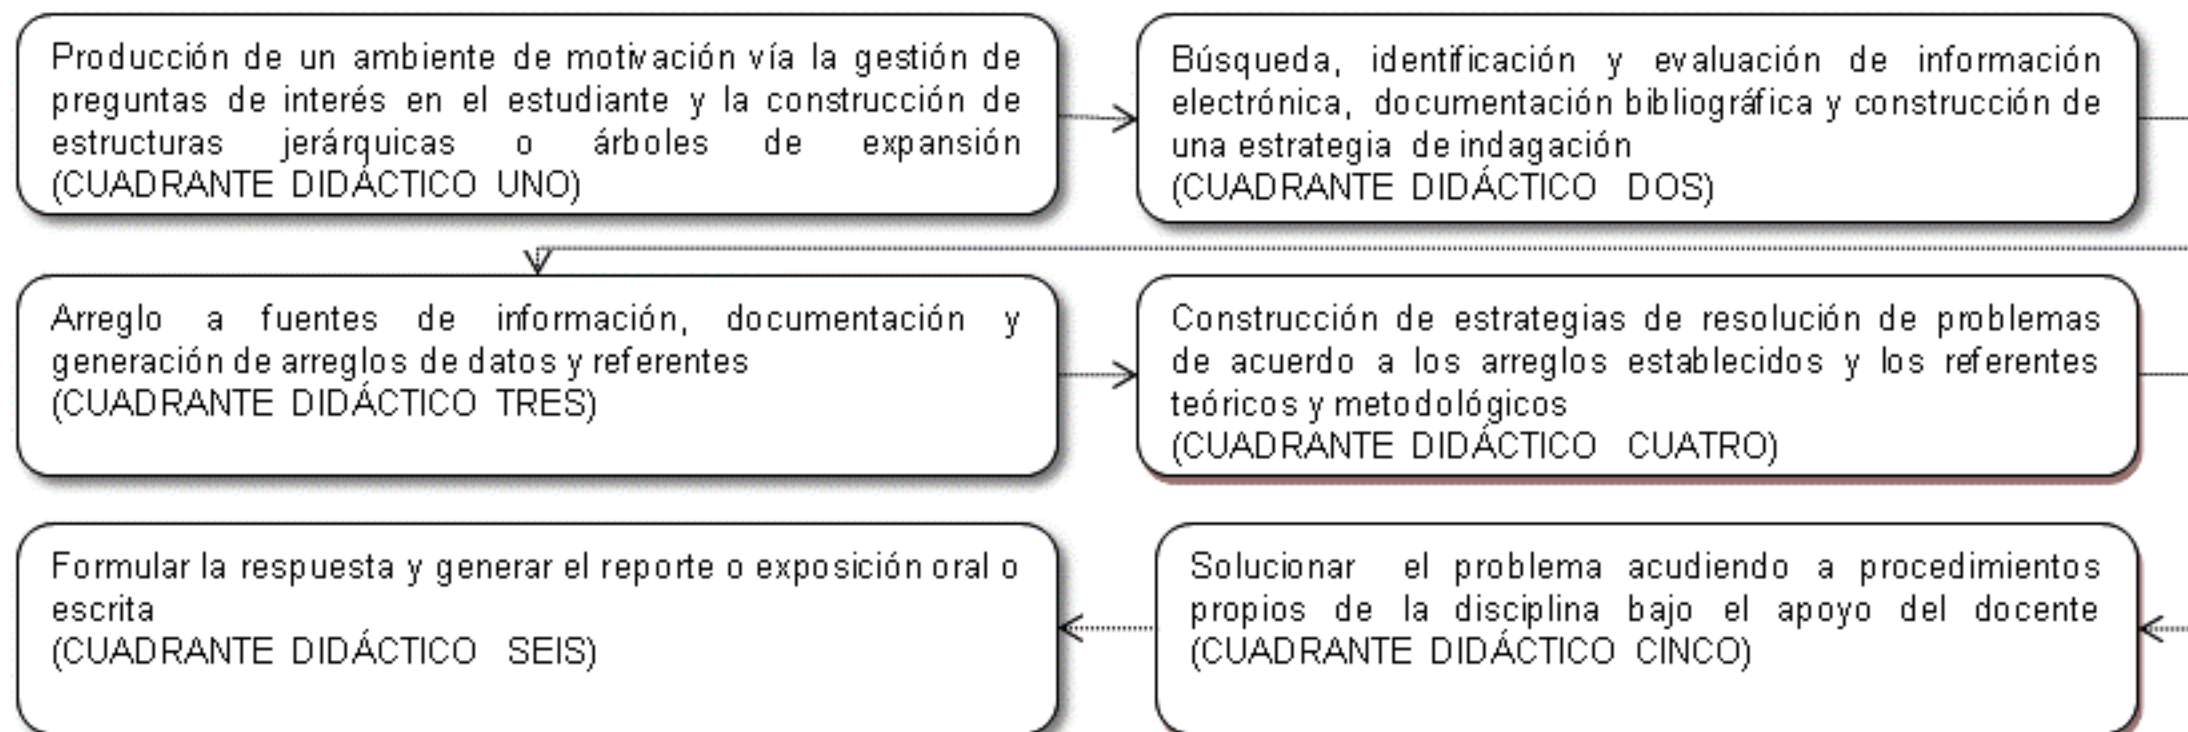 Producción de un ambiente de motivación vía la gestión de
preguntas de interés en el estudiante y la construcción de
estructuras jerárquicas o árboles de expansión
(CUADRANTE DIDÁCTICO UNO)
Búsqueda, identificación y evaluación de información
electrónica, documentación bibliográfica y construcción de
una estrategia de indagación
(CUADRANTE DIDÁCTICO DOS)
Arreglo a fuentes de información, documentación y
generación de arreglos de datos y referentes
(CUADRANTE DIDÁCTICO TRES)
Construcción de estrategias de resolución de problemas
de acuerdo a los arreglos establecidos y los referentes
teóricos y metodológicos
(CUADRANTE DIDÁCTICO CUATRO)
Formular la respuesta y generar el reporte o exposición oral o
escrita
(CUADRANTE DIDÁCTICO SEIS)
Solucionar el problema acudiendo a procedimientos
propios de la disciplina bajo el apoyo del docente
(CUADRANTE DIDÁCTICO CINCO)